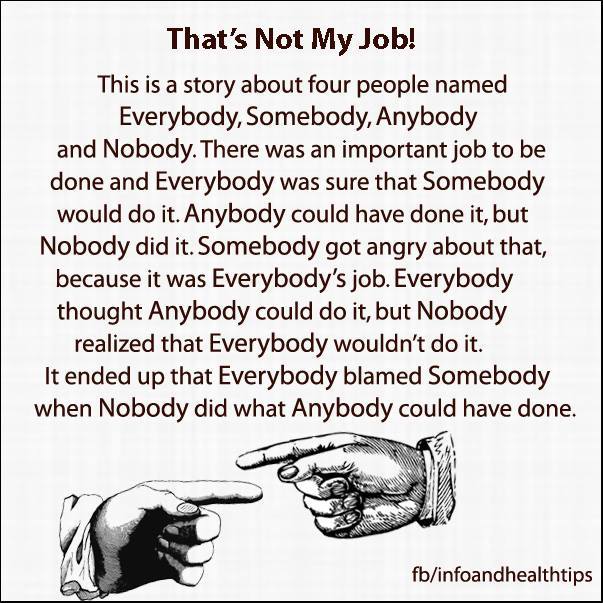 That's Not My Job!
This is a story about four people named
Everybody, Somebody, Anybody
and Nobody. There was an important job to be
done and Everybody was sure that Somebody
would do it. Anybody could have done it, but
Nobody did it. Somebody got angry about that,
because it was Everybody's job. Everybody
thought Anybody could do it, but Nobody
realized that Everybody wouldn't do it.
It ended up that Everybody blamed Somebody
when Nobody did what Anybody could have done.
fb/infoandhealthtips